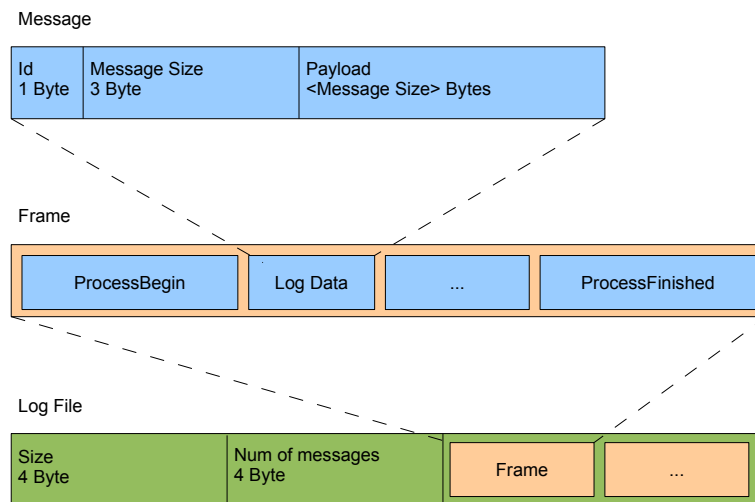 Message
Id
1 Byte
Message Size
3 Byte
Payload
<Message Size> Bytes
Frame
ProcessBegin
Log Data
...
ProcessFinished
Log File
Size
4 Byte
Num of messages
4 Byte
Frame
...